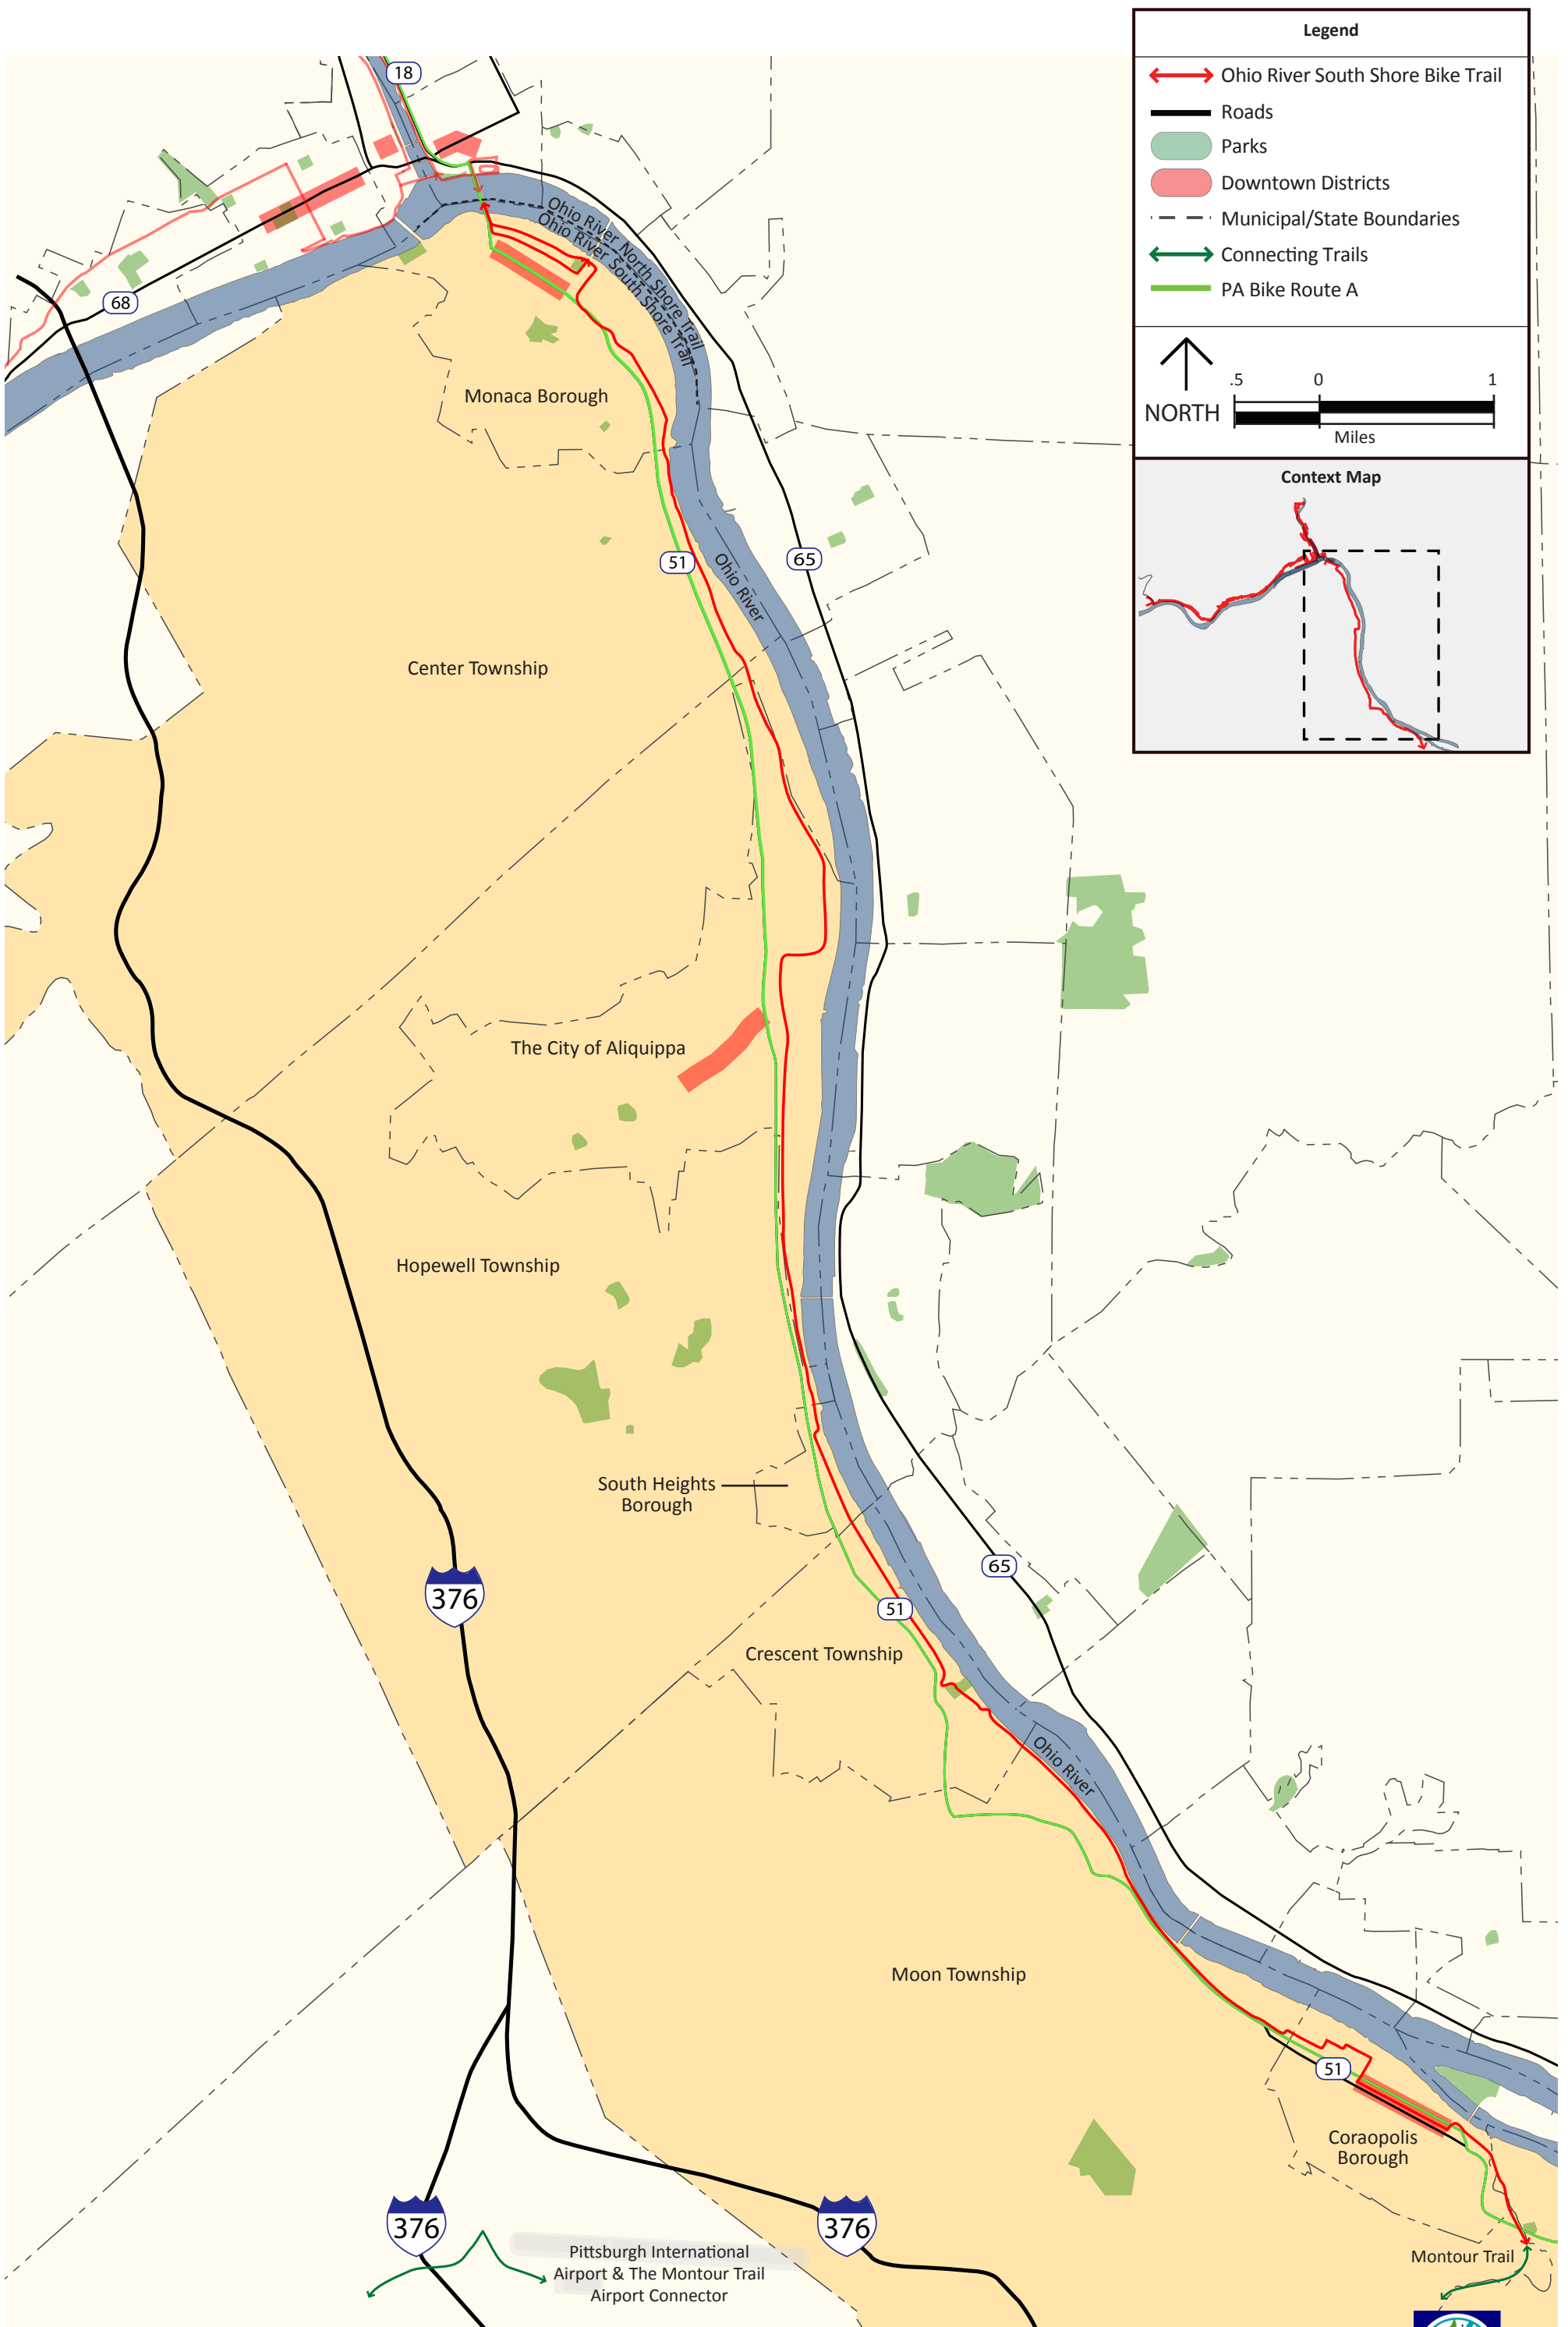 Legend
Ohio River South Shore Bike Trail
Roads
Parks
Downtown Districts
Municipal/State Boundaries
Connecting Trails
PA Bike Route A
NORTH
.5 0 1
Miles
Context Map
18
Ohio River North Shore Trail
Ohio River South Shore Trail
68
Monaca Borough
51
65
Ohio River
Center Township
The City of Aliquippa
Hopewell Township
South Heights
Borough
376
65
51
Crescent Township
Ohio River
Moon Township
51
Coraopolis
Borough
376
376
Pittsburgh International
Airport & The Montour Trail
Airport Connector
Montour Trail